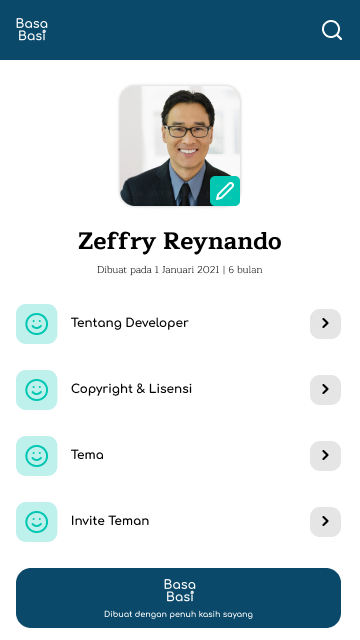 Basa
Basi
Zeffry Reynando
Dibuat pada 1 Januari 2021 | 6 bulan
Tentang Developer
Copyright & Lisensi
Tema
Invite Teman
Basa
Basi
Dibuat dengan penuh kasih sayang